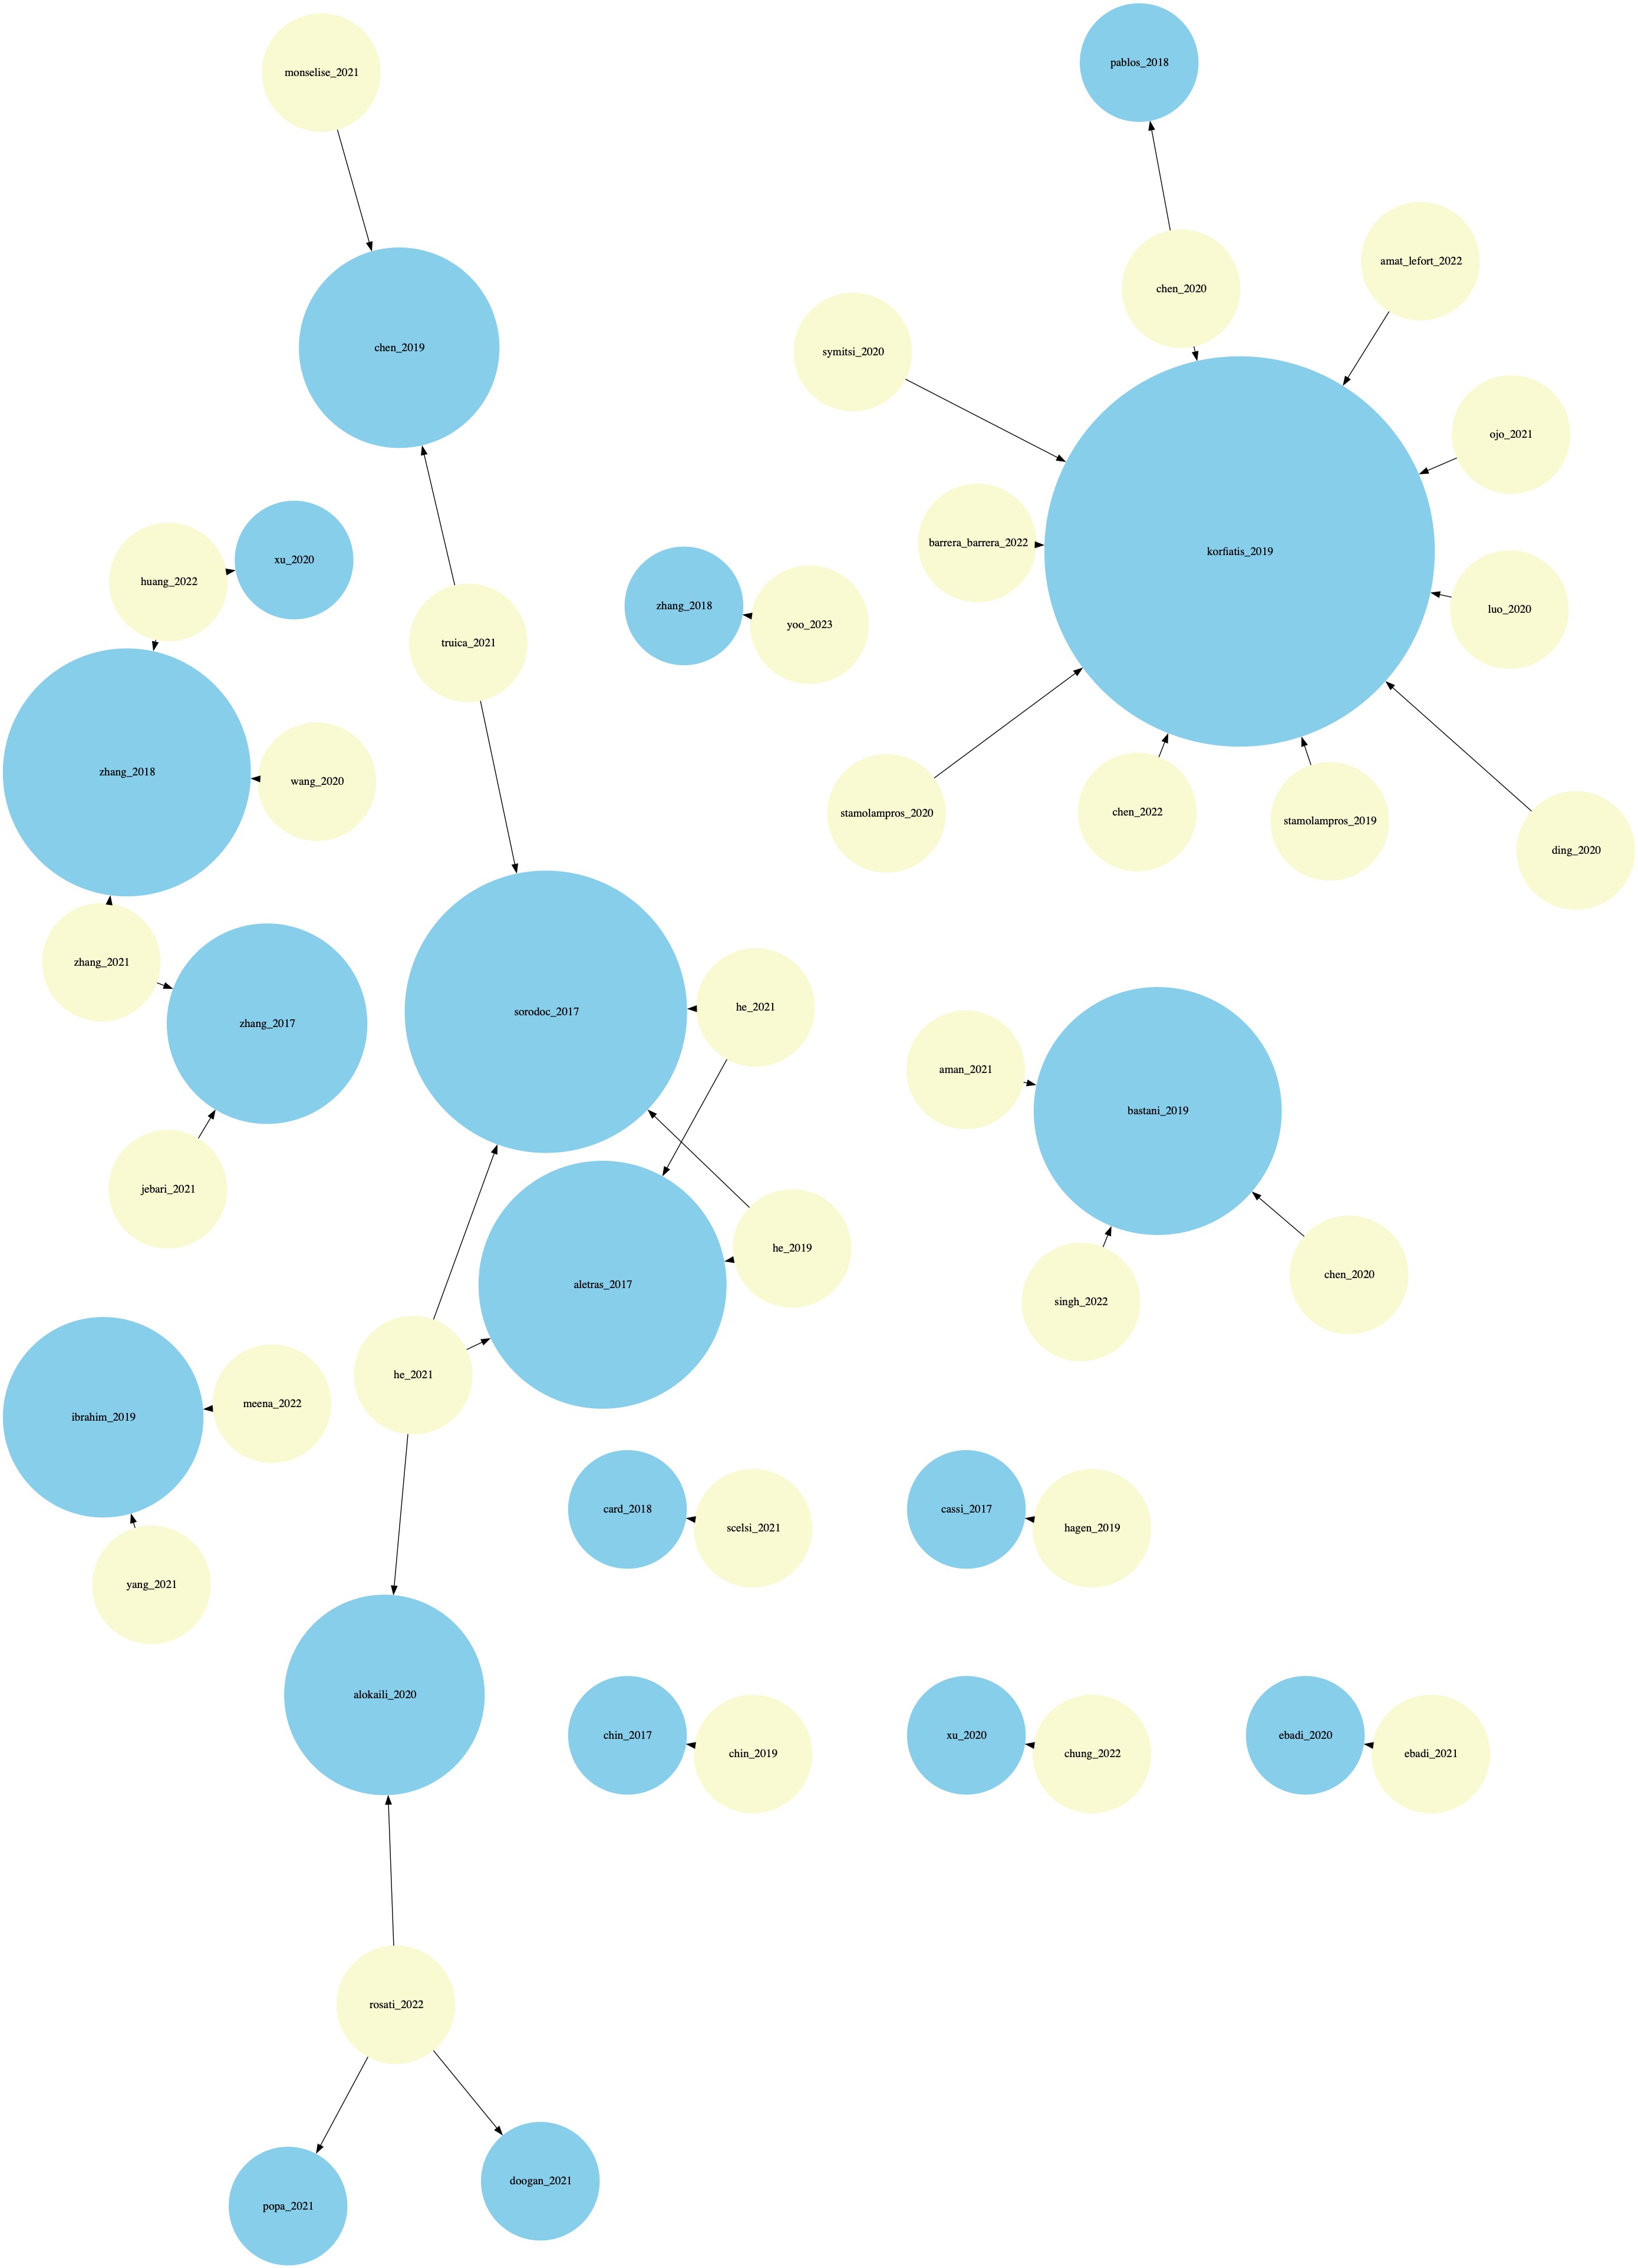 pablos_2018
monselise_2021
amat_lefort_2022
chen_2020
chen_2019
symitsi_2020
ojo_2021
barrera_barrera_2022
korfiatis_2019
xu_2020
huang_2022
zhang_2018
luo_2020
yoo_2023
truica_2021
zhang_2018
wang_2020
stamolampros_2020
chen_2022
stamolampros_2019
ding_2020
zhang_2021
he_2021
sorodoc_2017
zhang_2017
aman_2021
bastani_2019
jebari_2021
he_2019
chen_2020
aletras_2017
singh_2022
he_2021
meena_2022
ibrahim_2019
card_2018
cassi_2017
scelsi_2021
hagen_2019
yang_2021
alokaili_2020
chin_2017
xu_2020
ebadi_2020
chin_2019
chung_2022
ebadi_2021
rosati_2022
doogan_2021
popa_2021